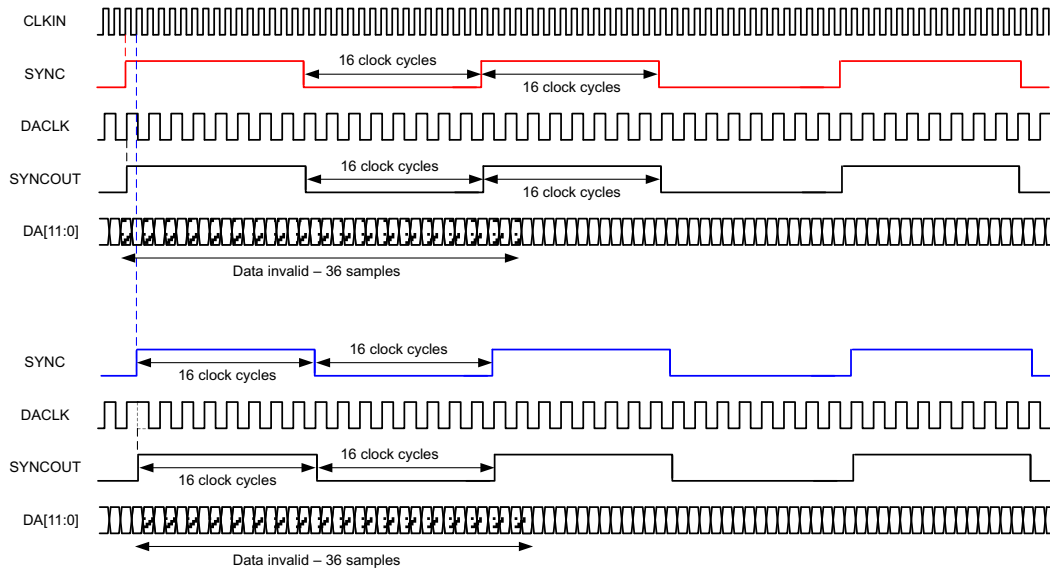 CLKIN
16 clock cycles
SYNC
16 clock cycles
DACLK
16 clock cycles
SYNCOUT
16 clock cycles
DA[11:0]
Data invalid – 36 samples
16 clock cycles
SYNC
16 clock cycles
DACLK
16 clock cycles
SYNCOUT
16 clock cycles
DA[11:0]
Data invalid – 36 samples